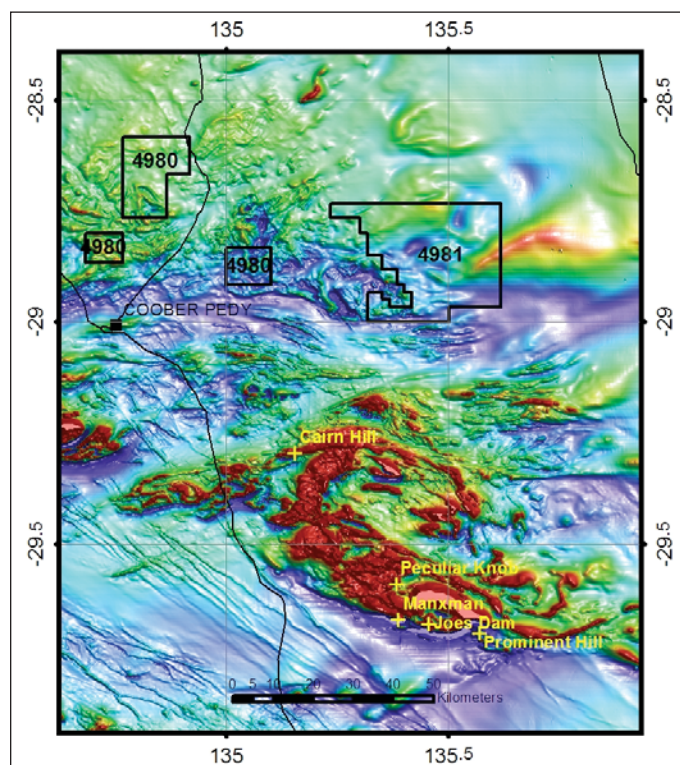 135
135.5
-28.5
-28.5
4980
4980
4980
4981
-29
-29
COOBER PEDY
Cairn Hill
-29.5
-29.5
Peculiar Knob
Manxman
Joes Dam
Prominent Hill
0 5 10 20 30 40 50
Kilometers
135
135.5